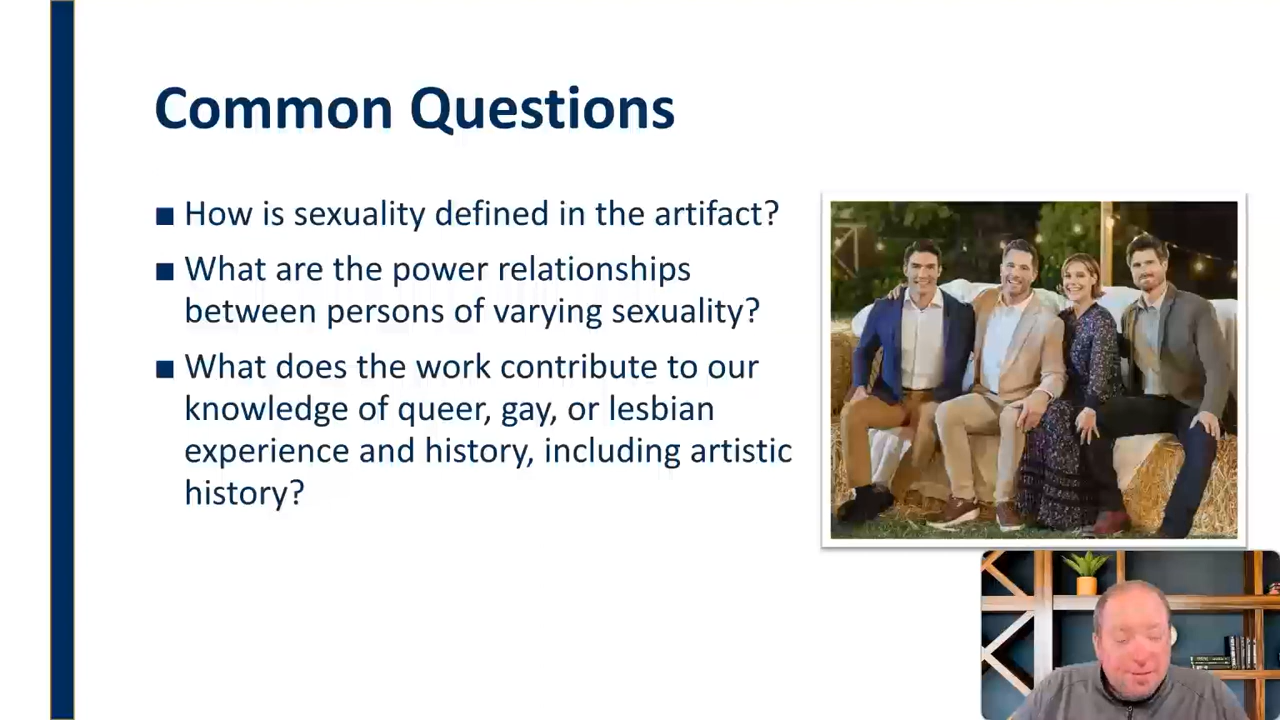 Common Questions
■ How is sexuality defined in the artifact?
■ What are the power relationships
between persons of varying sexuality?
■ What does the work contribute to our
knowledge of queer, gay, or lesbian
experience and history, including artistic
history?